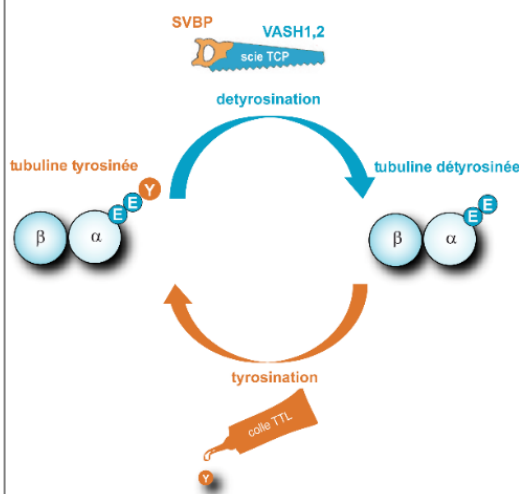 SVBP
VASH1,2
scie TCP
detyrosination
tubuline tyrosinée
tubuline détyrosinée
Y
E
E
β
α
E
E
β
α
tyrosination
colle TTL
Y